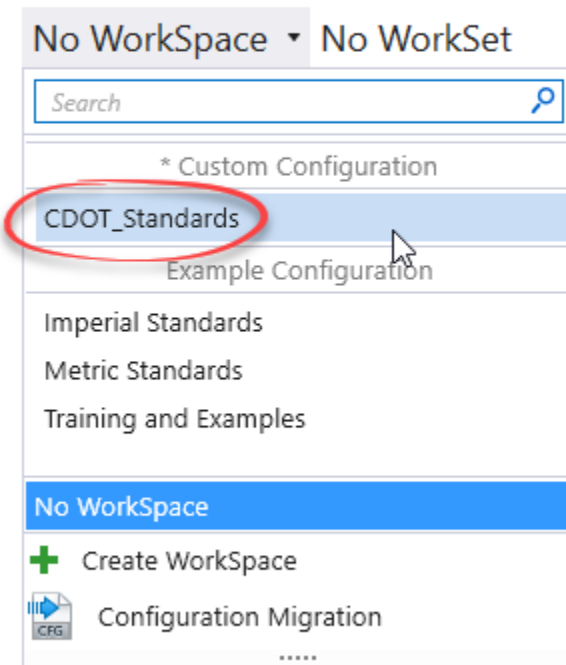 No WorkSpace No WorkSet
Search
* Custom Configuration
CDOT_Standards
Example Configuration
Imperial Standards
Metric Standards
Training and Examples
No WorkSpace
Create WorkSpace
CFG Configuration Migration